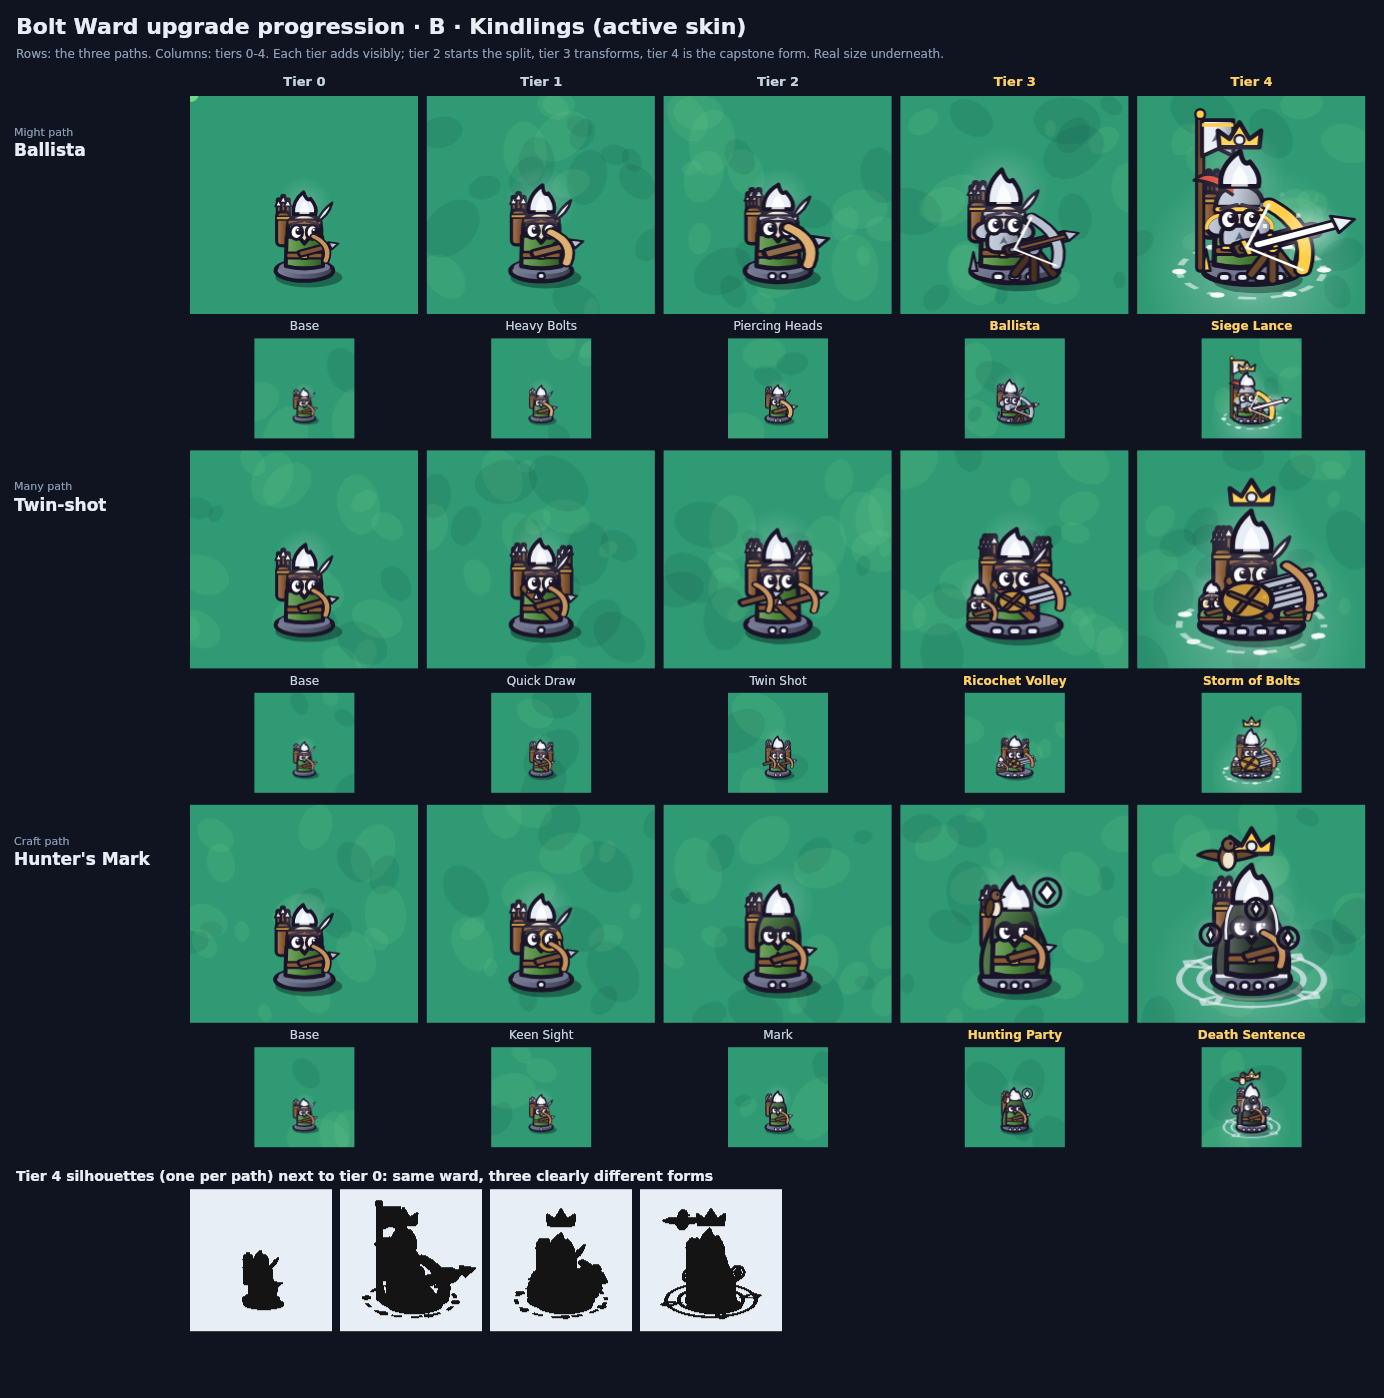 Bolt Ward upgrade progression · B · Kindlings (active skin)
Rows: the three paths. Columns: tiers 0-4. Each tier adds visibly; tier 2 starts the split, tier 3 transforms, tier 4 is the capstone form. Real size underneath.
Tier 0 Tier 1 Tier 2 Tier 3 Tier 4
Might path
Ballista
Base Heavy Bolts Piercing Heads Ballista Siege Lance
Many path
Twin-shot
Base Quick Draw Twin Shot Ricochet Volley Storm of Bolts
Craft path
Hunter's Mark
Base Keen Sight Mark Hunting Party Death Sentence
Tier 4 silhouettes (one per path) next to tier 0: same ward, three clearly different forms